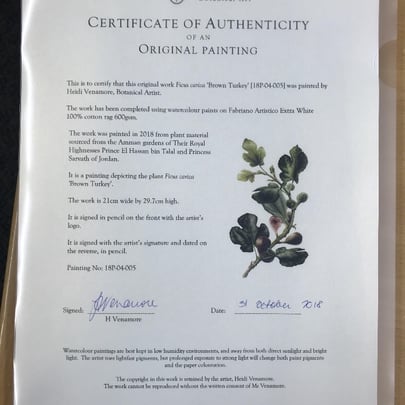 CERTIFICATE OF AUTHENTICITY
OF AN
ORIGINAL PAINTING
This is to certify that this original work Ficus carica 'Brown Turkey' [18P-04-005] was painted by
Heidi Venamore, Botanical Artist.
The work has been completed using watercolour paints on Fabriano Artistico Extra White
100% cotton rag 600gsm.
The work was painted in 2018 from plant material
sourced from the Amman gardens of Their Royal
Highnesses Prince El Hassan bin Talal and Princess
Sarvath of Jordan.
It is a painting depicting the plant Ficus carica
'Brown Turkey'.
The work is 21cm wide by 29.7cm high.
It is signed in pencil on the front with the artist's
logo.
It is signed with the artist's signature and dated on
the reverse, in pencil.
Painting No: 18P-04-005
Signed: HVenamore Date: 31 October 2018
H Venamore
Watercolour paintings are best kept in low humidity environments, and away from both direct sunlight and bright
light. The artist uses lightfast pigments, but prolonged exposure to strong light will change both paint pigments
and the paper colouration.
The copyright in this work is retained by the artist, Heidi Venamore.
The work cannot be reproduced without the written consent of Ms Venamore.